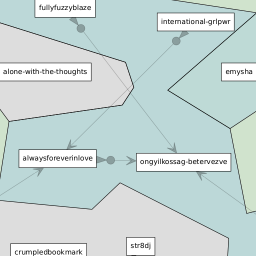 fullyfuzzyblaze
international-grlpwr
alone-with-the-thoughts
emysha
alwaysforeverinlove
ongyilkossag-betervezve
str8dj
crumpledbookmark